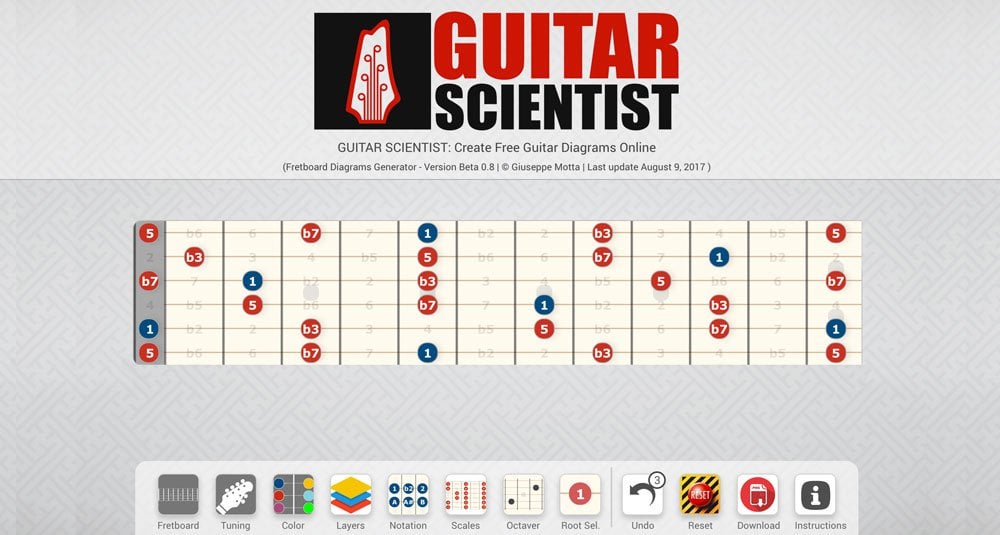 GUITAR
SCIENTIST
GUITAR SCIENTIST: Create Free Guitar Diagrams Online
(Fretboard Diagrams Generator - Version Beta 0.8 | © Giuseppe Motta | Last update August 9, 2017 )
5 b6 6 b7 7 1 b2 2 b3 3 4 b5 5
2 b3 3 4 b5 5 b6 6 b7 7 1 b2 2
b7 7 1 b2 2 b3 3 4 b5 5 b6 6 b7
4 b5 5 b6 6 b7 7 1 b2 2 b3 3 4
1 b2 2 b3 3 4 b5 5 b6 6 b7 7 1
5 b6 6 b7 7 1 b2 2 b3 3 4 b5 5
1 b2 2
A A# B
1
3
RESET
Fretboard Tuning Color Layers Notation Scales Octaver Root Sel. Undo Reset Download Instructions